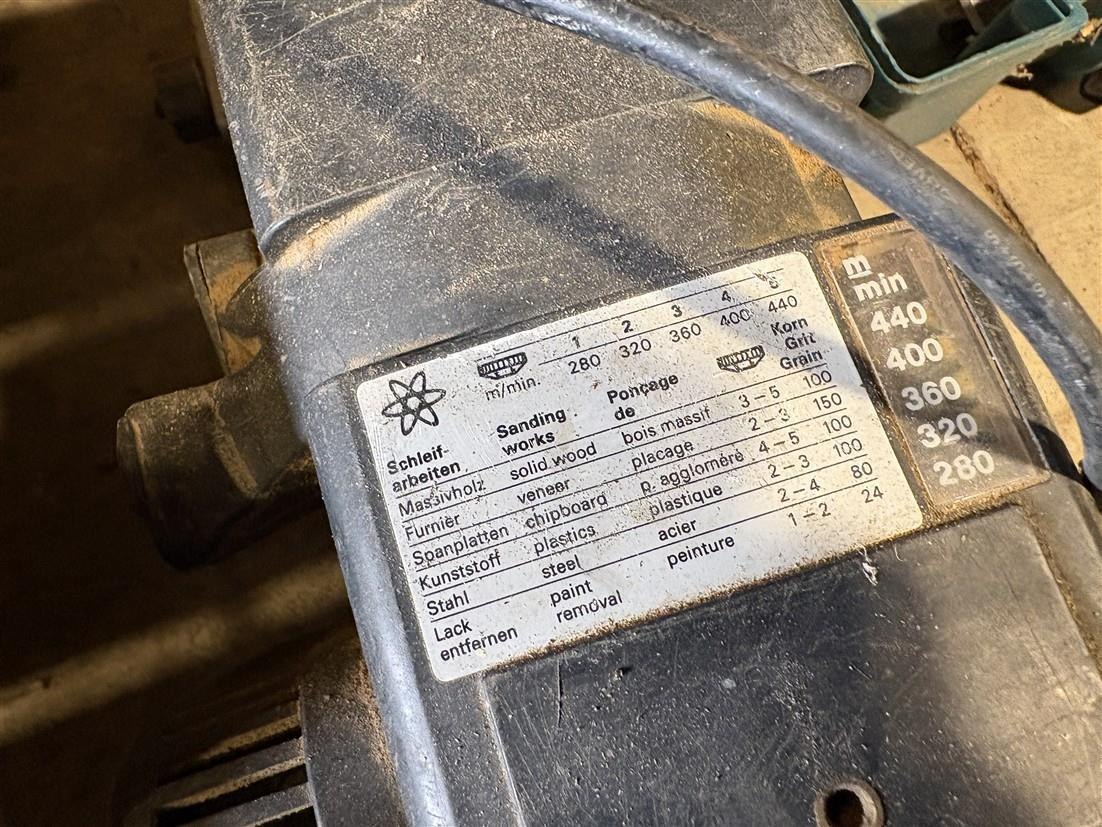 1 2 3 4 5
m/min. 280 320 360 400 440
Schleif-arbeiten Sanding works Ponçage de Korn Grit Grain
Massivholz solid wood bois massif 3–5 100
Furnier veneer placage 2–3 150
Spanplatten chipboard p. aggloméré 4–5 100
Kunststoff plastics plastique 2–3 100
Stahl steel acier 2–4 80
Lack entfernen paint removal peinture 1–2 24
m
min
440
400
360
320
280